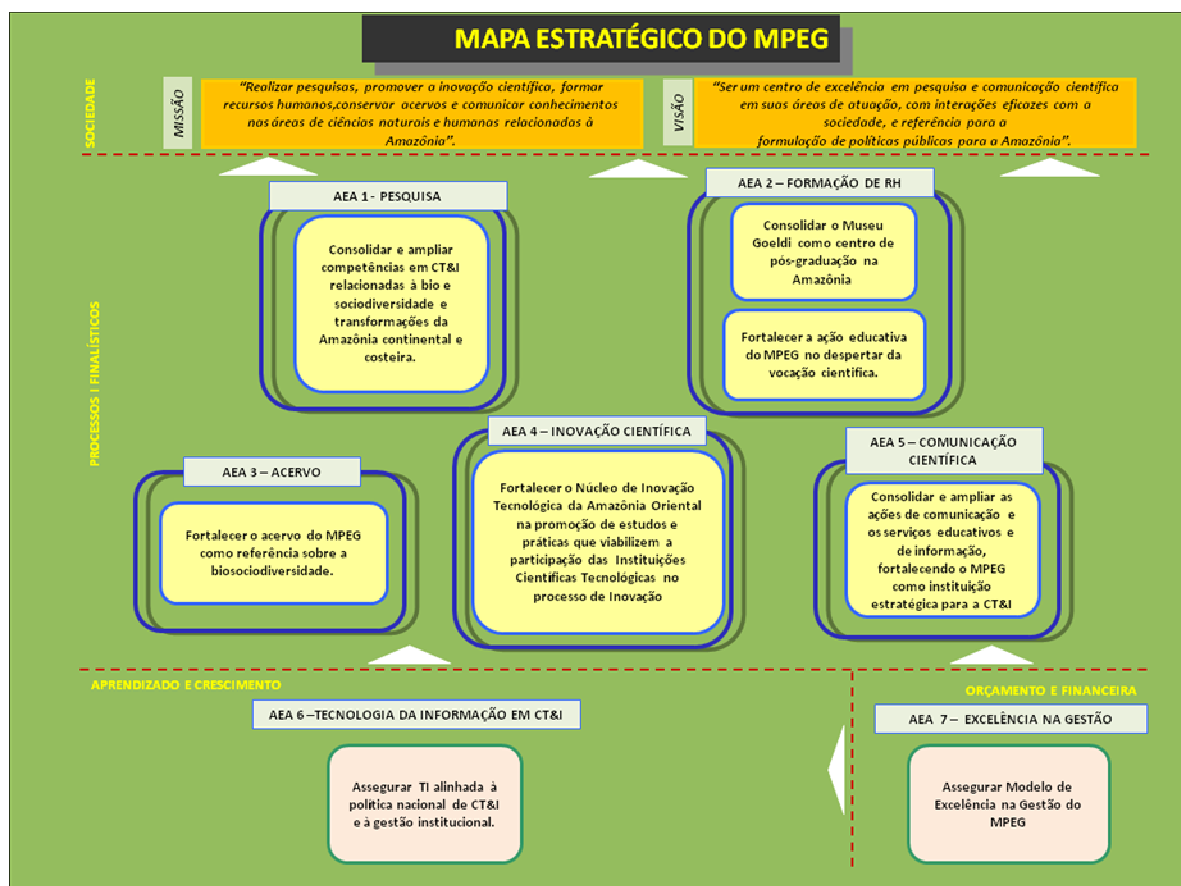 MAPA ESTRATÉGICO DO MPEG
SOCIEDADE
MISSÃO
“Realizar pesquisas, promover a inovação científica, formar
recursos humanos,conservar acervos e comunicar conhecimentos
nas áreas de ciências naturais e humanas relacionadas à
Amazônia”.
VISÃO
“Ser um centro de excelência em pesquisa e comunicação científica
em suas áreas de atuação, com interações eficazes com a
sociedade, e referência para a
formulação de políticas públicas para a Amazônia”.
PROCESSOS I FINALÍSTICOS
AEA 1 - PESQUISA
Consolidar e ampliar
competências em CT&I
relacionadas à bio e
sociodiversidade e
transformações da
Amazônia continental e
costeira.
AEA 2 – FORMAÇÃO DE RH
Consolidar o Museu
Goeldi como centro de
pós-graduação na
Amazônia
Fortalecer a ação educativa
do MPEG no despertar da
vocação científica.
AEA 3 – ACERVO
Fortalecer o acervo do MPEG
como referência sobre a
biosociodiversidade.
AEA 4 – INOVAÇÃO CIENTÍFICA
Fortalecer o Núcleo de Inovação
Tecnológica da Amazônia Oriental
na promoção de estudos e
práticas que viabilizem a
participação das Instituições
Científicas Tecnológicas no
processo de Inovação
AEA 5 – COMUNICAÇÃO
CIENTÍFICA
Consolidar e ampliar as
ações de comunicação e
os serviços educativos e
de informação,
fortalecendo o MPEG
como instituição
estratégica para a CT&I
APRENDIZADO E CRESCIMENTO
AEA 6 –TECNOLOGIA DA INFORMAÇÃO EM CT&I
Assegurar TI alinhada à
política nacional de CT&I
e à gestão institucional.
ORÇAMENTO E FINANCEIRA
AEA 7 – EXCELÊNCIA NA GESTÃO
Assegurar Modelo de
Excelência na Gestão do
MPEG